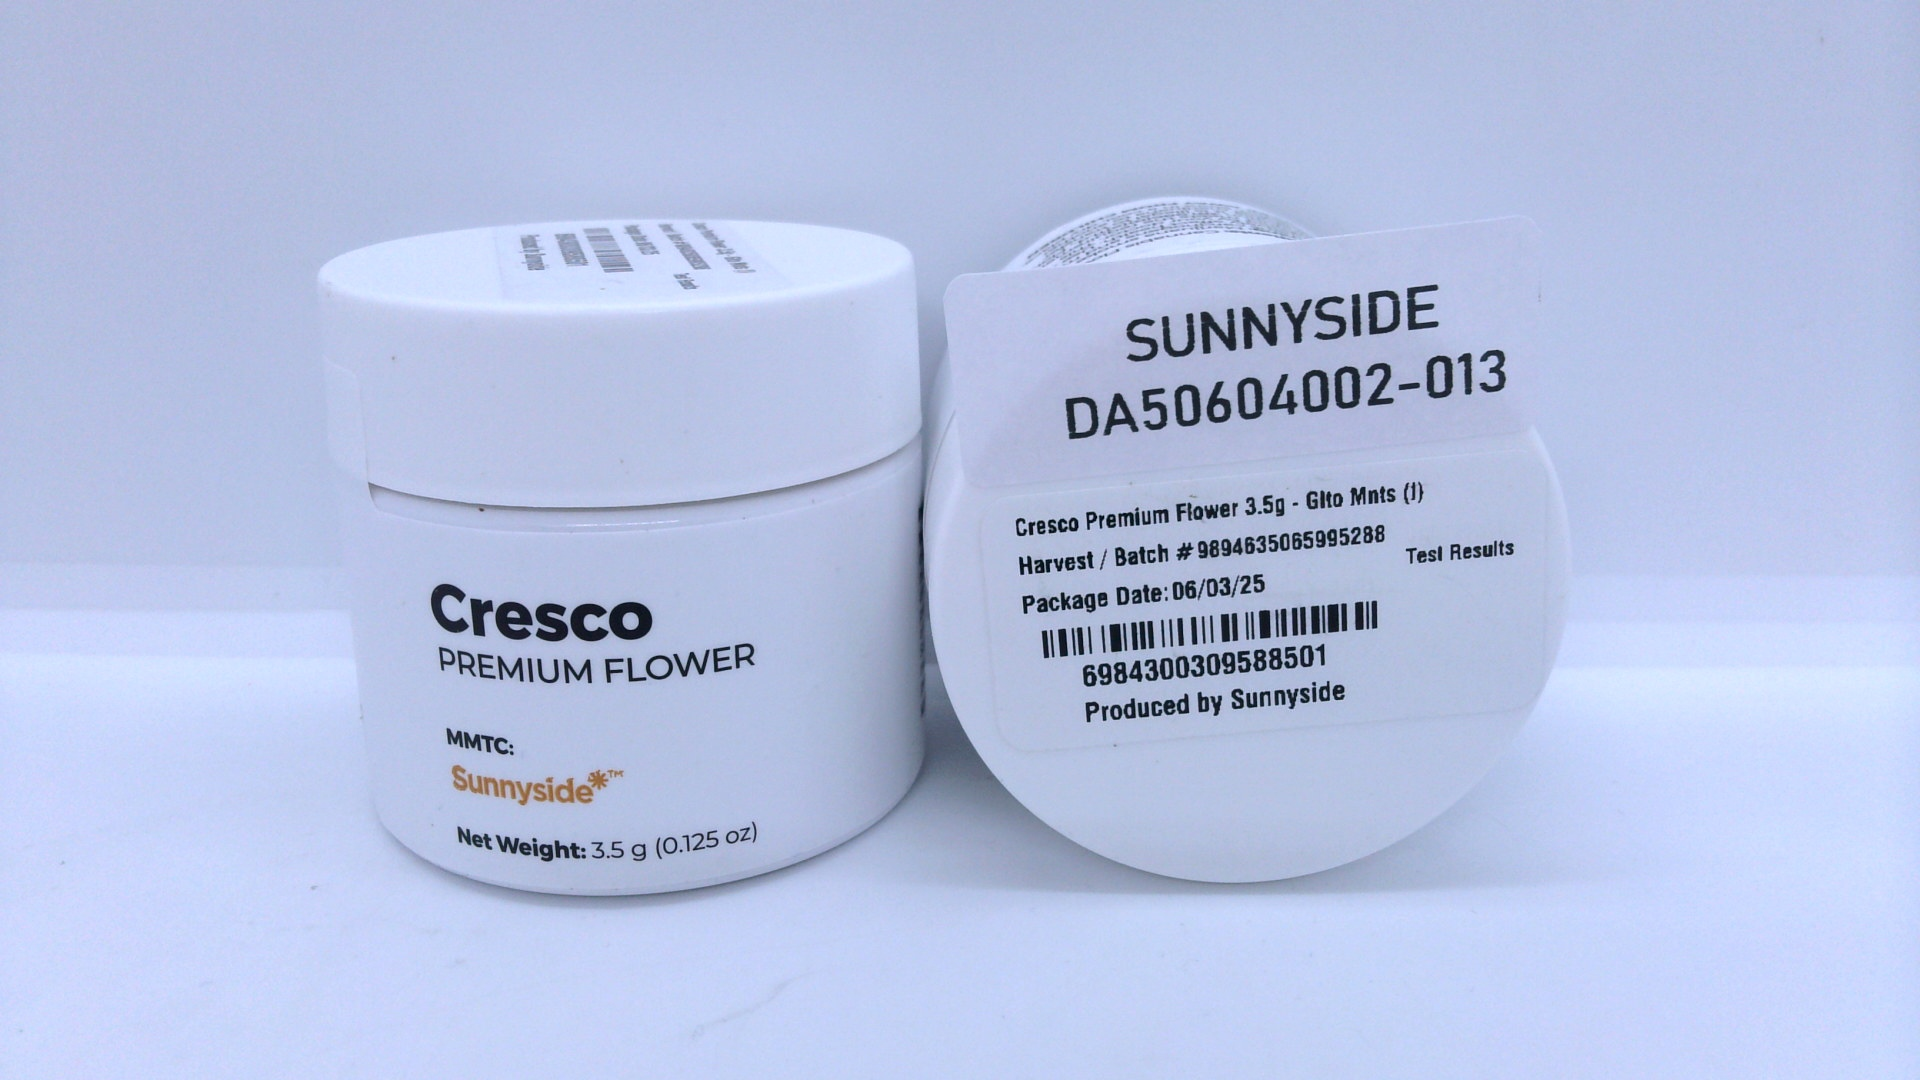 Cresco
PREMIUM FLOWER
MMTC:
Sunnyside*™
Net Weight: 3.5 g (0.125 oz)
SUNNYSIDE
DA50604002-013
Cresco Premium Flower 3.5g - Glto Mnts (I)
Harvest / Batch # 9894635065995288
Test Results
Package Date: 06/03/25
6984300309588501
Produced by Sunnyside